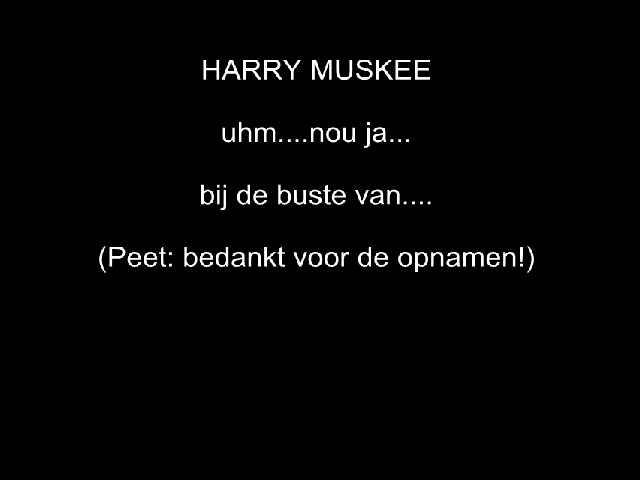 HARRY MUSKEE
uhm....nou ja...
bij de buste van....
(Peet: bedankt voor de opnamen!)